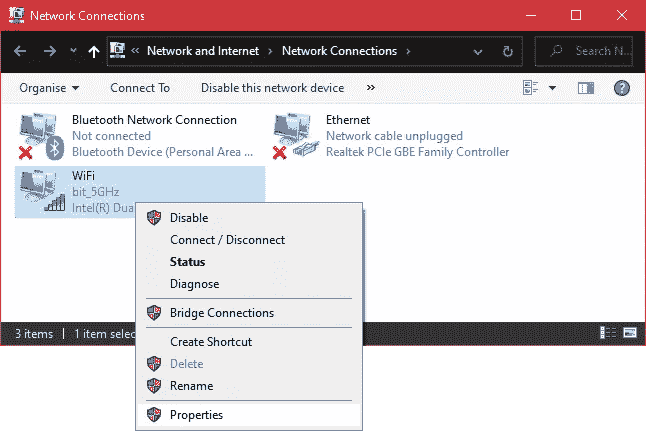 Network Connections
« Network and Internet > Network Connections >
Search N...
Organise
Connect To
Disable this network device
»
Bluetooth Network Connection
Not connected
Bluetooth Device (Personal Area ...
Ethernet
Network cable unplugged
Realtek PCIe GBE Family Controller
WiFi
bit_5GHz
Intel(R) Dua
Disable
Connect / Disconnect
Status
Diagnose
Bridge Connections
Create Shortcut
Delete
Rename
Properties
3 items
1 item selec